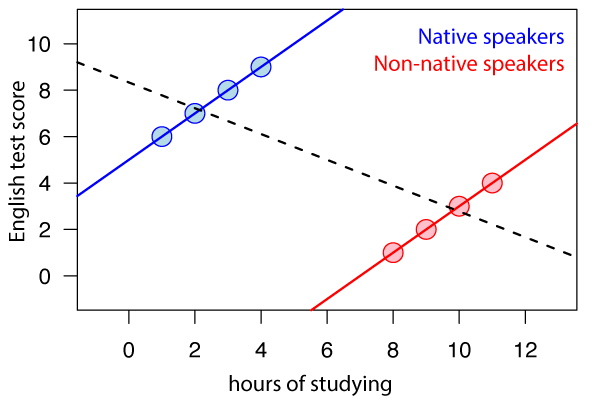 Native speakers
Non-native speakers
10
8
6
4
2
0
English test score
0 2 4 6 8 10 12
hours of studying